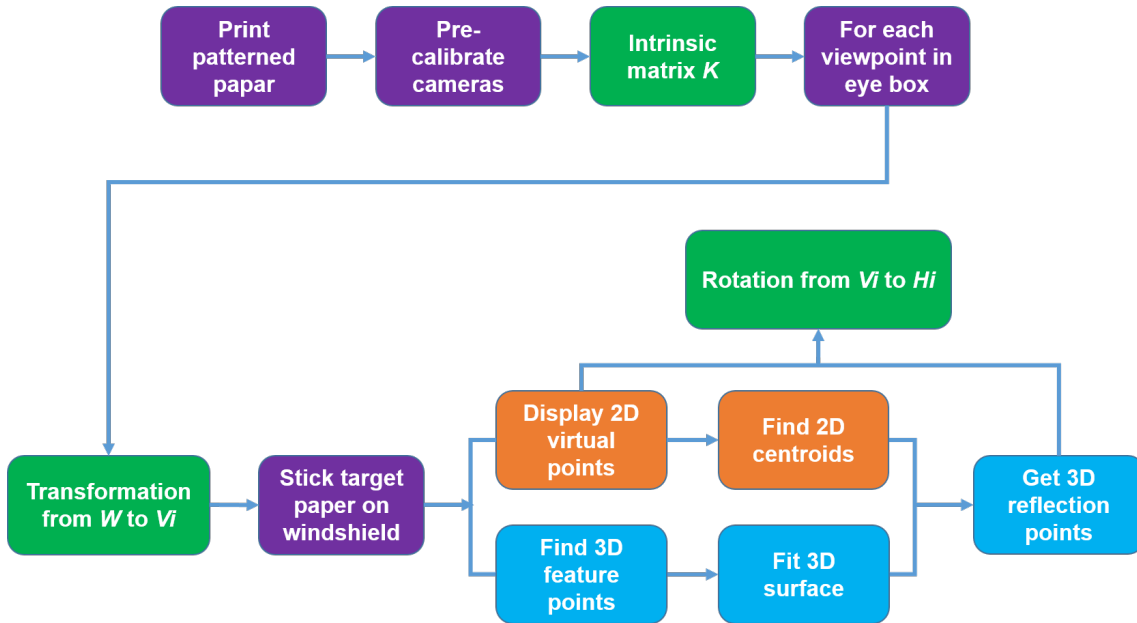 Print
patterned
papar
Pre-
calibrate
cameras
Intrinsic
matrix K
For each
viewpoint in
eye box
Rotation from Vi to Hi
Display 2D
virtual
points
Find 2D
centroids
Transformation
from W to Vi
Stick target
paper on
windshield
Get 3D
reflection
points
Find 3D
feature
points
Fit 3D
surface